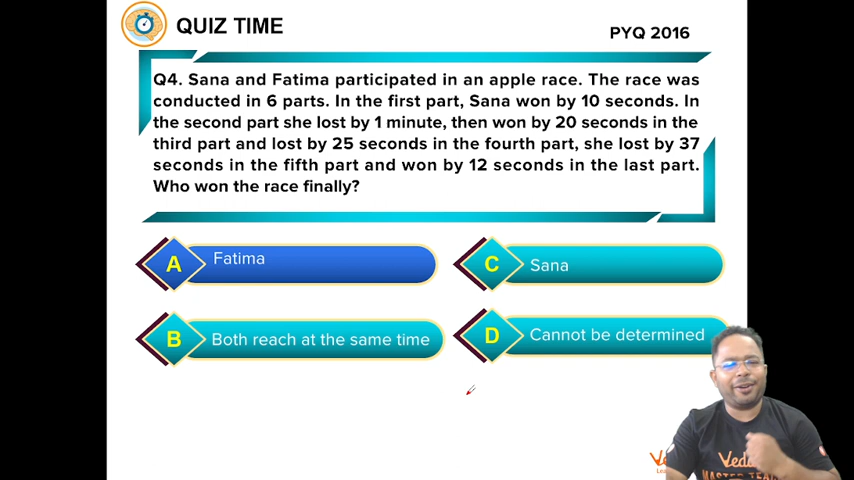 QUIZ TIME
PYQ 2016
Q4. Sana and Fatima participated in an apple race. The race was
conducted in 6 parts. In the first part, Sana won by 10 seconds. In
the second part she lost by 1 minute, then won by 20 seconds in the
third part and lost by 25 seconds in the fourth part, she lost by 37
seconds in the fifth part and won by 12 seconds in the last part.
Who won the race finally?
A Fatima
C Sana
B Both reach at the same time
D Cannot be determined